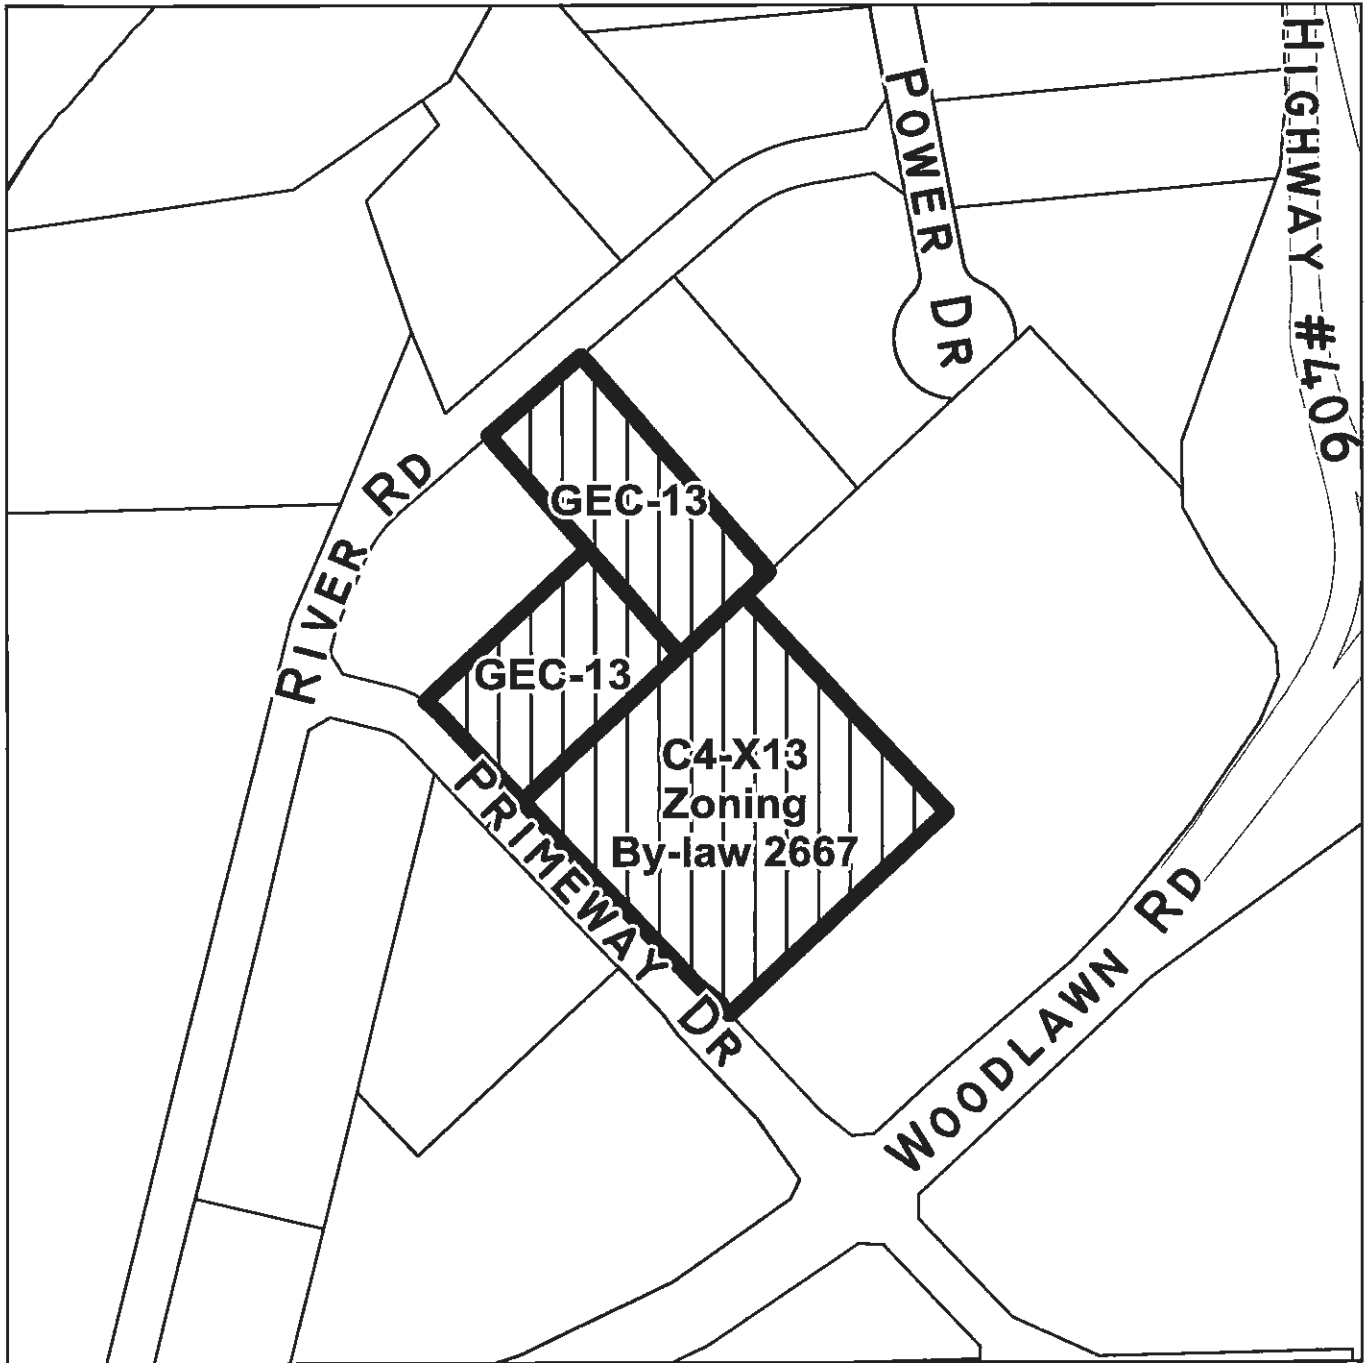 POWER DR
HIGHWAY #406
RIVER RD
GEC-13
GEC-13
C4-X13
Zoning
By-law 2667
PRIMEWAY DR
WOODLAWN RD